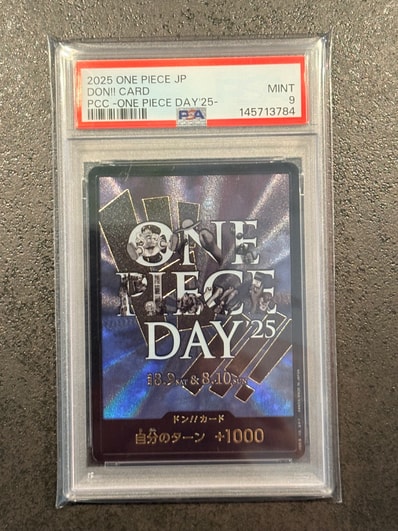 2025 ONE PIECE JP
DON!! CARD
MINT
PCC -ONE PIECE DAY'25-
9
PSA
145713784
ONE
PIECE
DAY '25
8.9 SAT & 8.10 SUN
ドン!!カード
自分のターン +1000